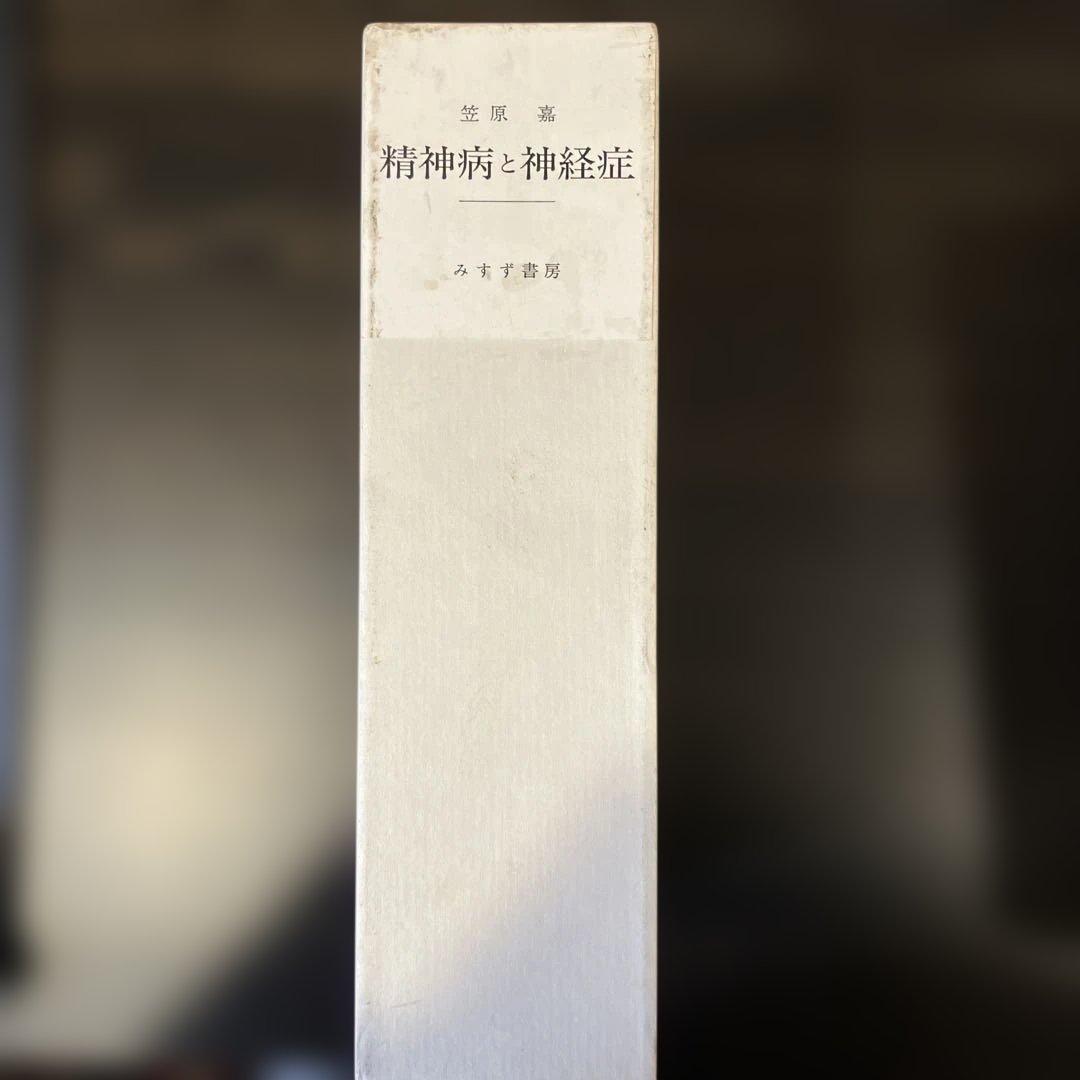 笠原 嘉
精神病と神経症
みすず書房